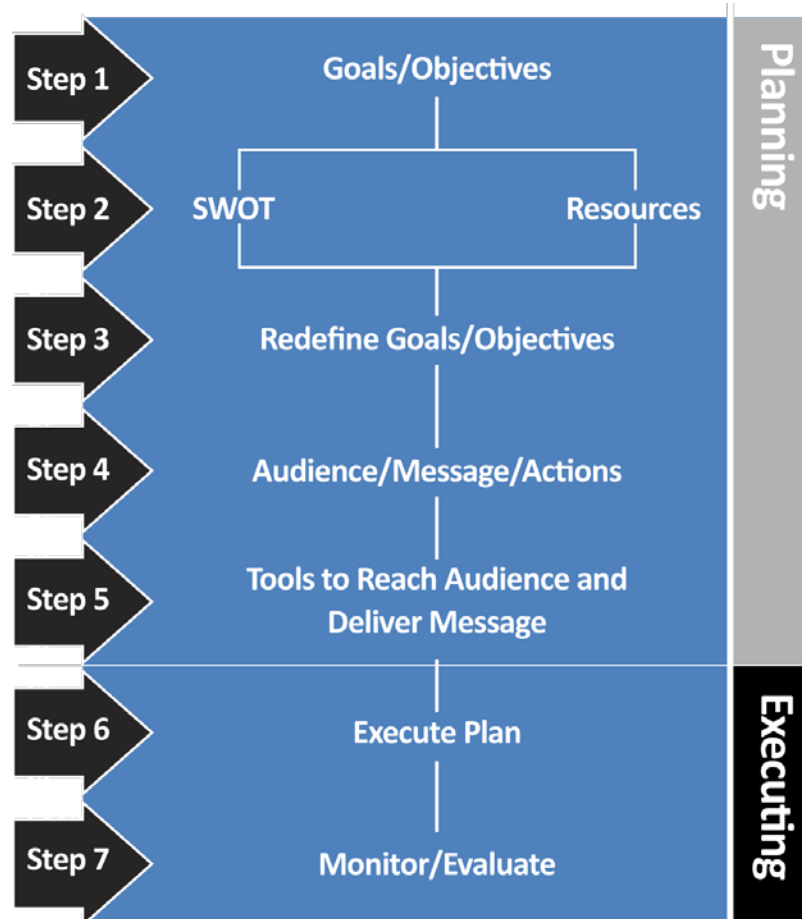 Step 1
Goals/Objectives
Planning
Step 2
SWOT
Resources
Step 3
Redefine Goals/Objectives
Step 4
Audience/Message/Actions
Step 5
Tools to Reach Audience and
Deliver Message
Step 6
Execute Plan
Executing
Step 7
Monitor/Evaluate